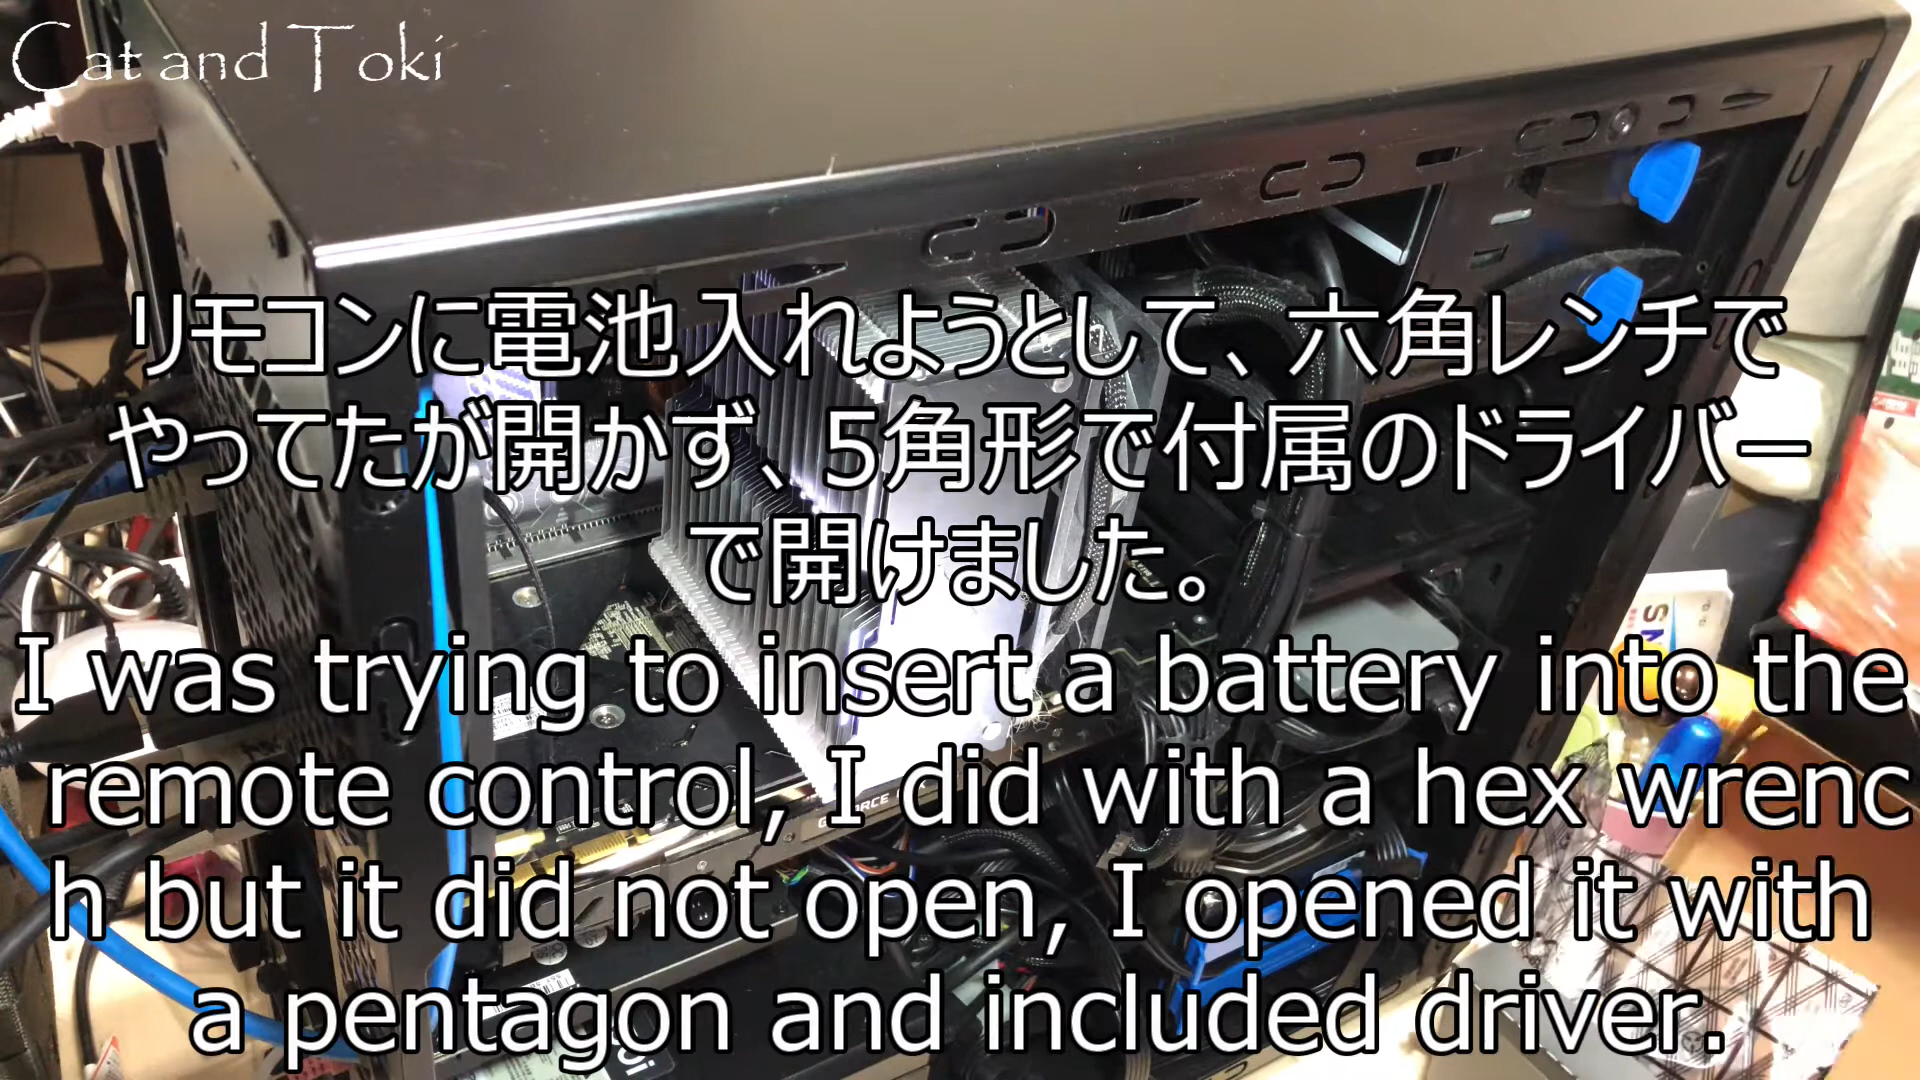 Cat and Toki
リモコンに電池入れようとして、六角レンチで
やってたが開かず、5角形で付属のドライバー
で開けました。
I was trying to insert a battery into the
remote control, I did with a hex wrenc
h but it did not open, I opened it with
a pentagon and included driver.